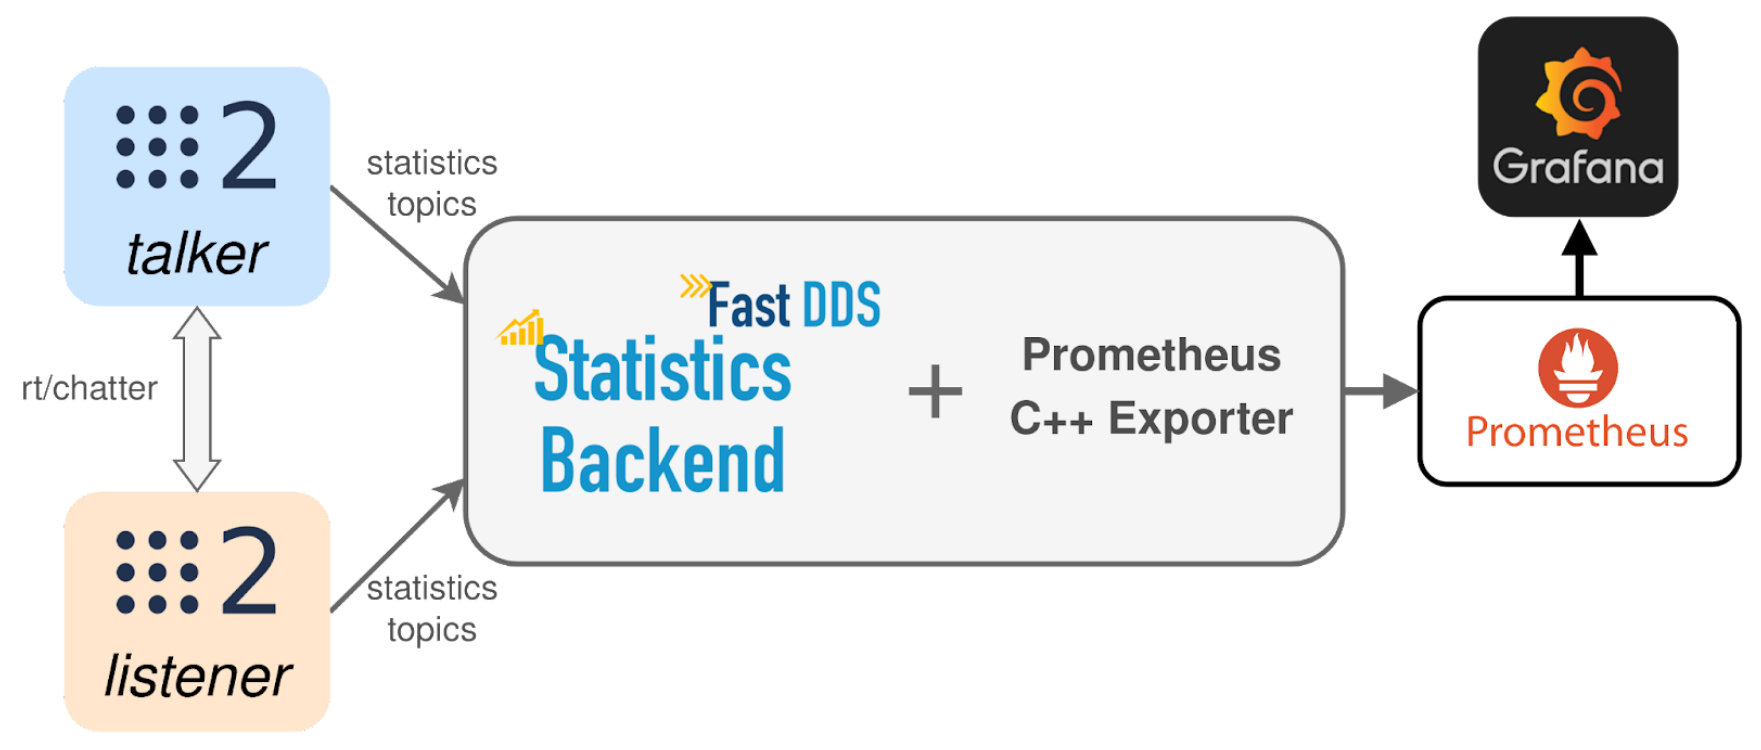 2
talker
statistics
topics
rt/chatter
2
listener
statistics
topics
Fast DDS
Statistics
Backend
+
Prometheus
C++ Exporter
Prometheus
Grafana